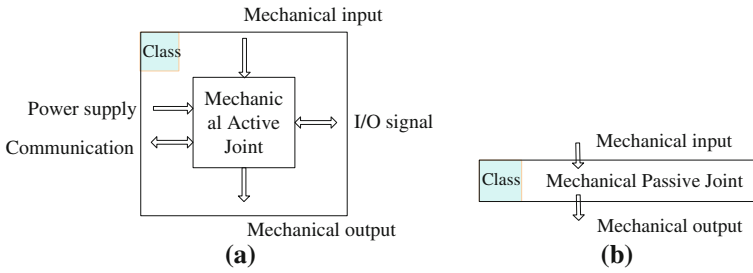 Mechanical input
Class
Power supply
Mechanic
al Active
Joint
I/O signal
Communication
Mechanical output
(a)
Mechanical input
Class
Mechanical Passive Joint
Mechanical output
(b)